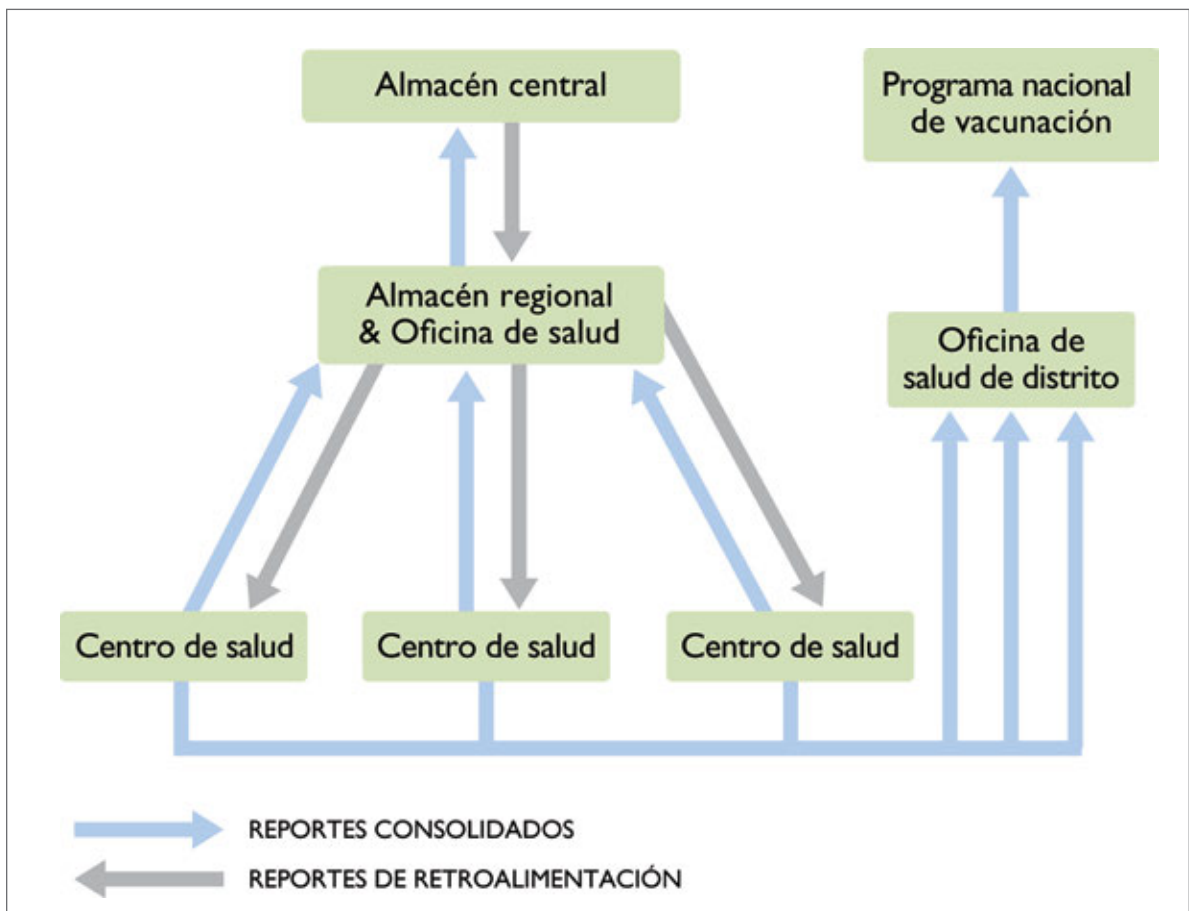 Almacén central
Programa nacional
de vacunación
Almacén regional
& Oficina de salud
Oficina de
salud de distrito
Centro de salud
Centro de salud
Centro de salud
REPORTES CONSOLIDADOS
REPORTES DE RETROALIMENTACIÓN